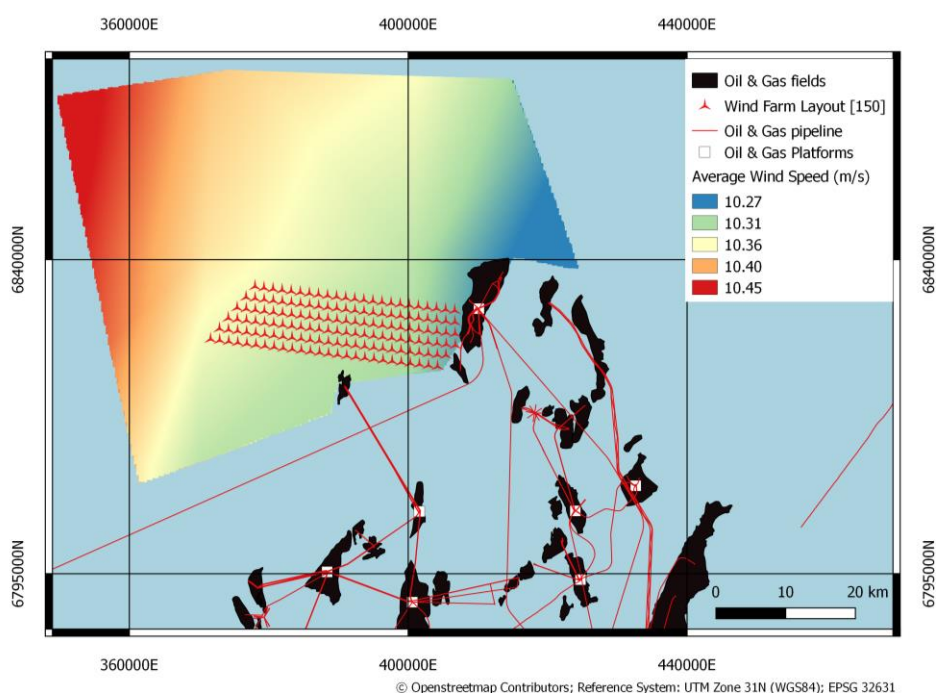 360000E 400000E 440000E
Oil & Gas fields
Wind Farm Layout [150]
Oil & Gas pipeline
Oil & Gas Platforms
Average Wind Speed (m/s)
10.27
10.31
10.36
10.40
10.45
6840000N 6840000N
6795000N 6795000N
0 10 20 km
360000E 400000E 440000E
© Openstreetmap Contributors; Reference System: UTM Zone 31N (WGS84); EPSG 32631